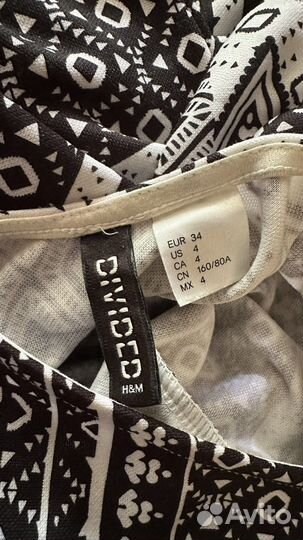 EUR 34
US 4
CA 4
CN 160/80A
MX 4
DIVIDED
H&M
Avito